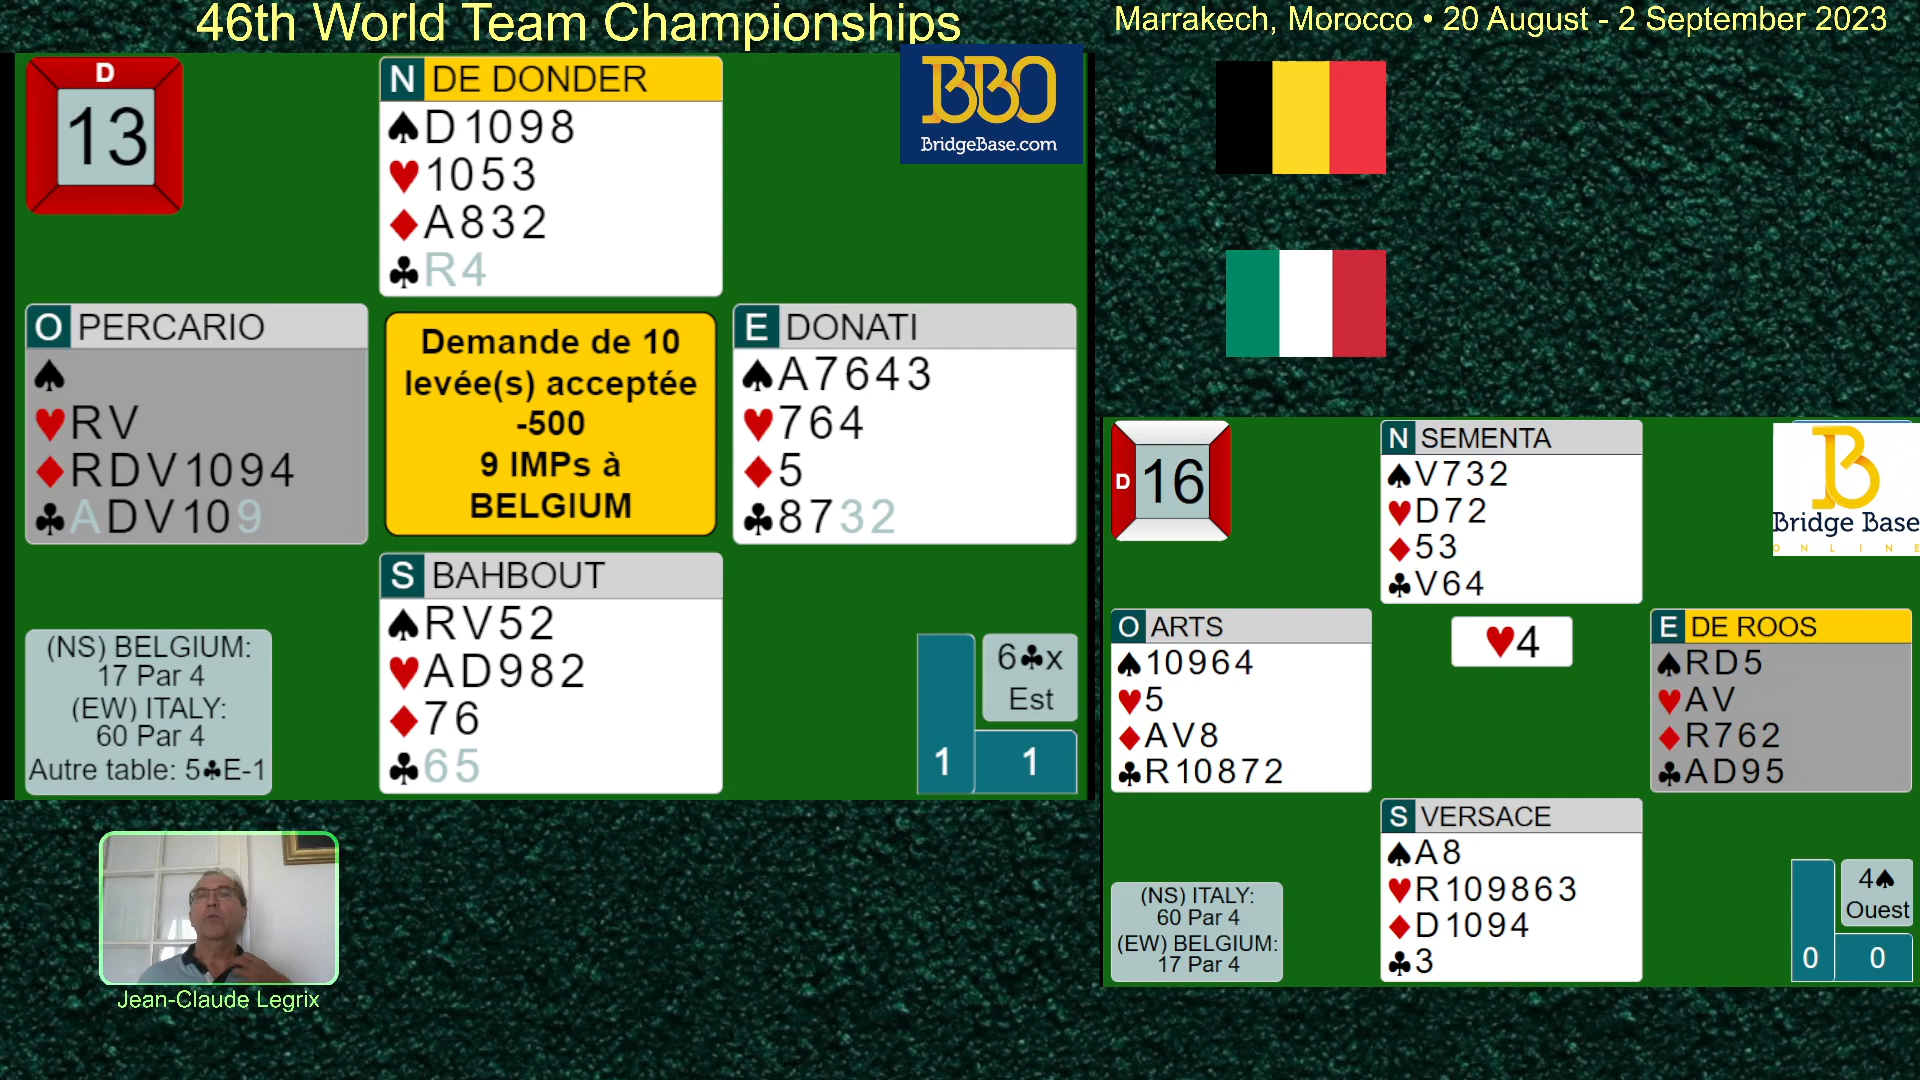 46th World Team Championships
Marrakech, Morocco • 20 August - 2 September 2023
D
13
N DE DONDER
♠D1098
♥1053
♦A832
♣R4
BBO
BridgeBase.com
O PERCARIO
♠
♥RV
♦RDV1094
♣ADV109
Demande de 10
levée(s) acceptée
-500
9 IMPs à
BELGIUM
E DONATI
♠A7643
♥764
♦5
♣8732
S BAHBOUT
♠RV52
♥AD982
♦76
♣65
(NS) BELGIUM:
17 Par 4
(EW) ITALY:
60 Par 4
Autre table: 5♣E-1
6♣x
Est
1
1
D
16
N SEMENTA
♠V732
♥D72
♦53
♣V64
B
Bridge Base
ONLINE
O ARTS
♠10964
♥5
♦AV8
♣R10872
♥4
E DE ROOS
♠RD5
♥AV
♦R762
♣AD95
S VERSACE
♠A8
♥R109863
♦D1094
♣3
(NS) ITALY:
60 Par 4
(EW) BELGIUM:
17 Par 4
4♠
Ouest
0
0
Jean-Claude Legrix